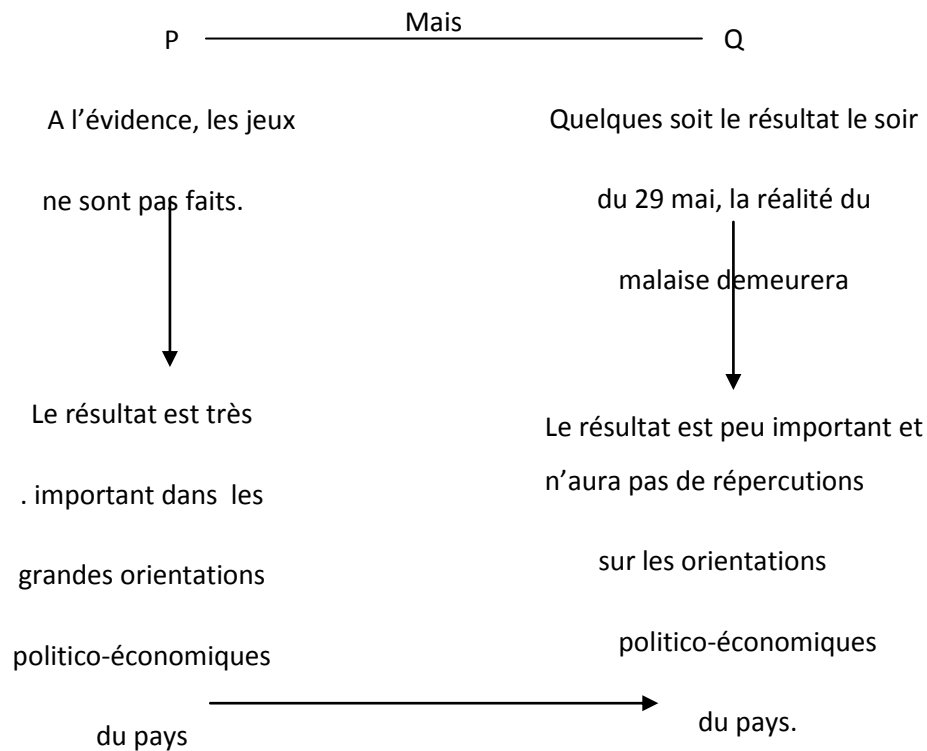 Mais
P
Q
A l’évidence, les jeux
ne sont pas faits.
Quelques soit le résultat le soir
du 29 mai, la réalité du
malaise demeurera
Le résultat est très
. important dans les
grandes orientations
politico-économiques
du pays
Le résultat est peu important et
n’aura pas de répercutions
sur les orientations
politico-économiques
du pays.